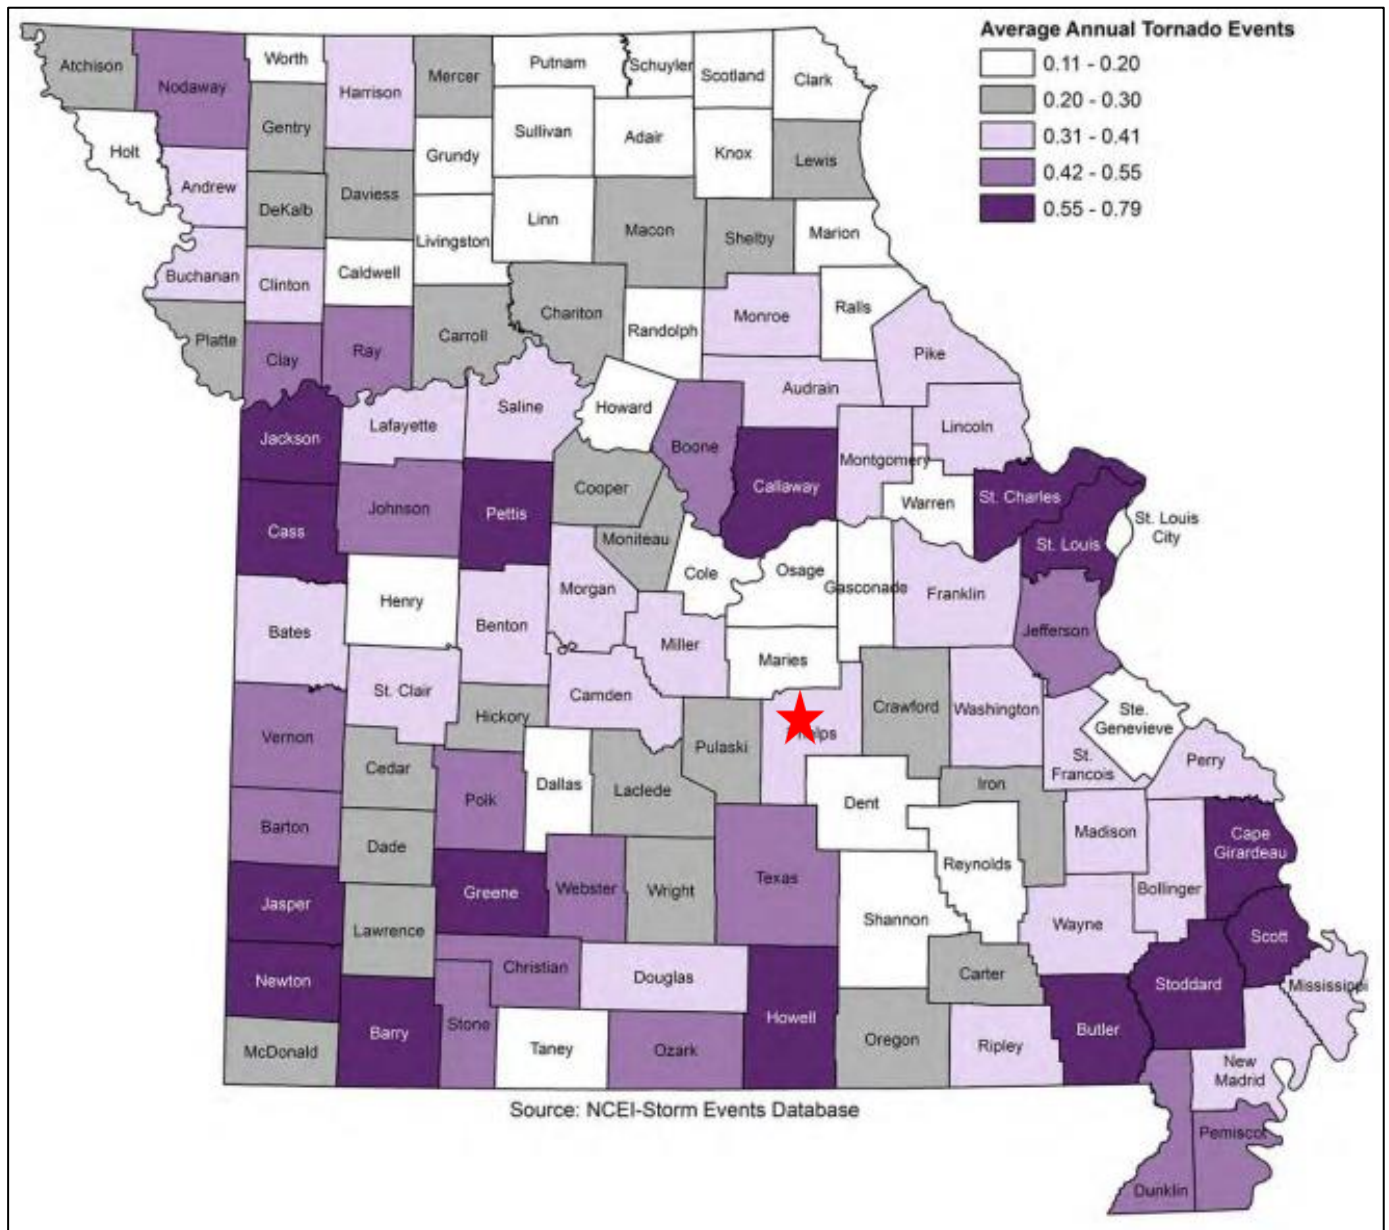 Average Annual Tornado Events
0.11 - 0.20
0.20 - 0.30
0.31 - 0.41
0.42 - 0.55
0.55 - 0.79
Atchison
Nodaway
Worth
Harrison
Mercer
Putnam
Schuyler
Scotland
Clark
Holt
Gentry
Sullivan
Adair
Knox
Lewis
Andrew
DeKalb
Daviess
Grundy
Linn
Macon
Shelby
Marion
Livingston
Buchanan
Clinton
Caldwell
Chariton
Randolph
Monroe
Ralls
Platte
Clay
Ray
Carroll
Pike
Audrain
Saline
Howard
Lafayette
Jackson
Boone
Lincoln
Montgomery
Callaway
Cooper
Warren
St. Charles
Johnson
Pettis
Cass
Moniteau
St. Louis
St. Louis
City
Cole
Osage
Gasconade
Franklin
Henry
Morgan
Benton
Bates
Miller
Jefferson
Maries
St. Clair
Camden
Crawford
Washington
Ste.
Genevieve
Hickory
Vernon
Pulaski
lps
St.
Francois
Perry
Cedar
Dallas
Laclede
Iron
Polk
Dent
Barton
Dade
Madison
Cape
Girardeau
Reynolds
Texas
Greene
Webster
Wright
Bollinger
Jasper
Shannon
Wayne
Lawrence
Scott
Christian
Douglas
Carter
Newton
Stoddard
Mississippi
Howell
Stone
Barry
Butler
McDonald
Taney
Ozark
Oregon
Ripley
New
Madrid
Pemiscot
Dunklin
Source: NCEI-Storm Events Database